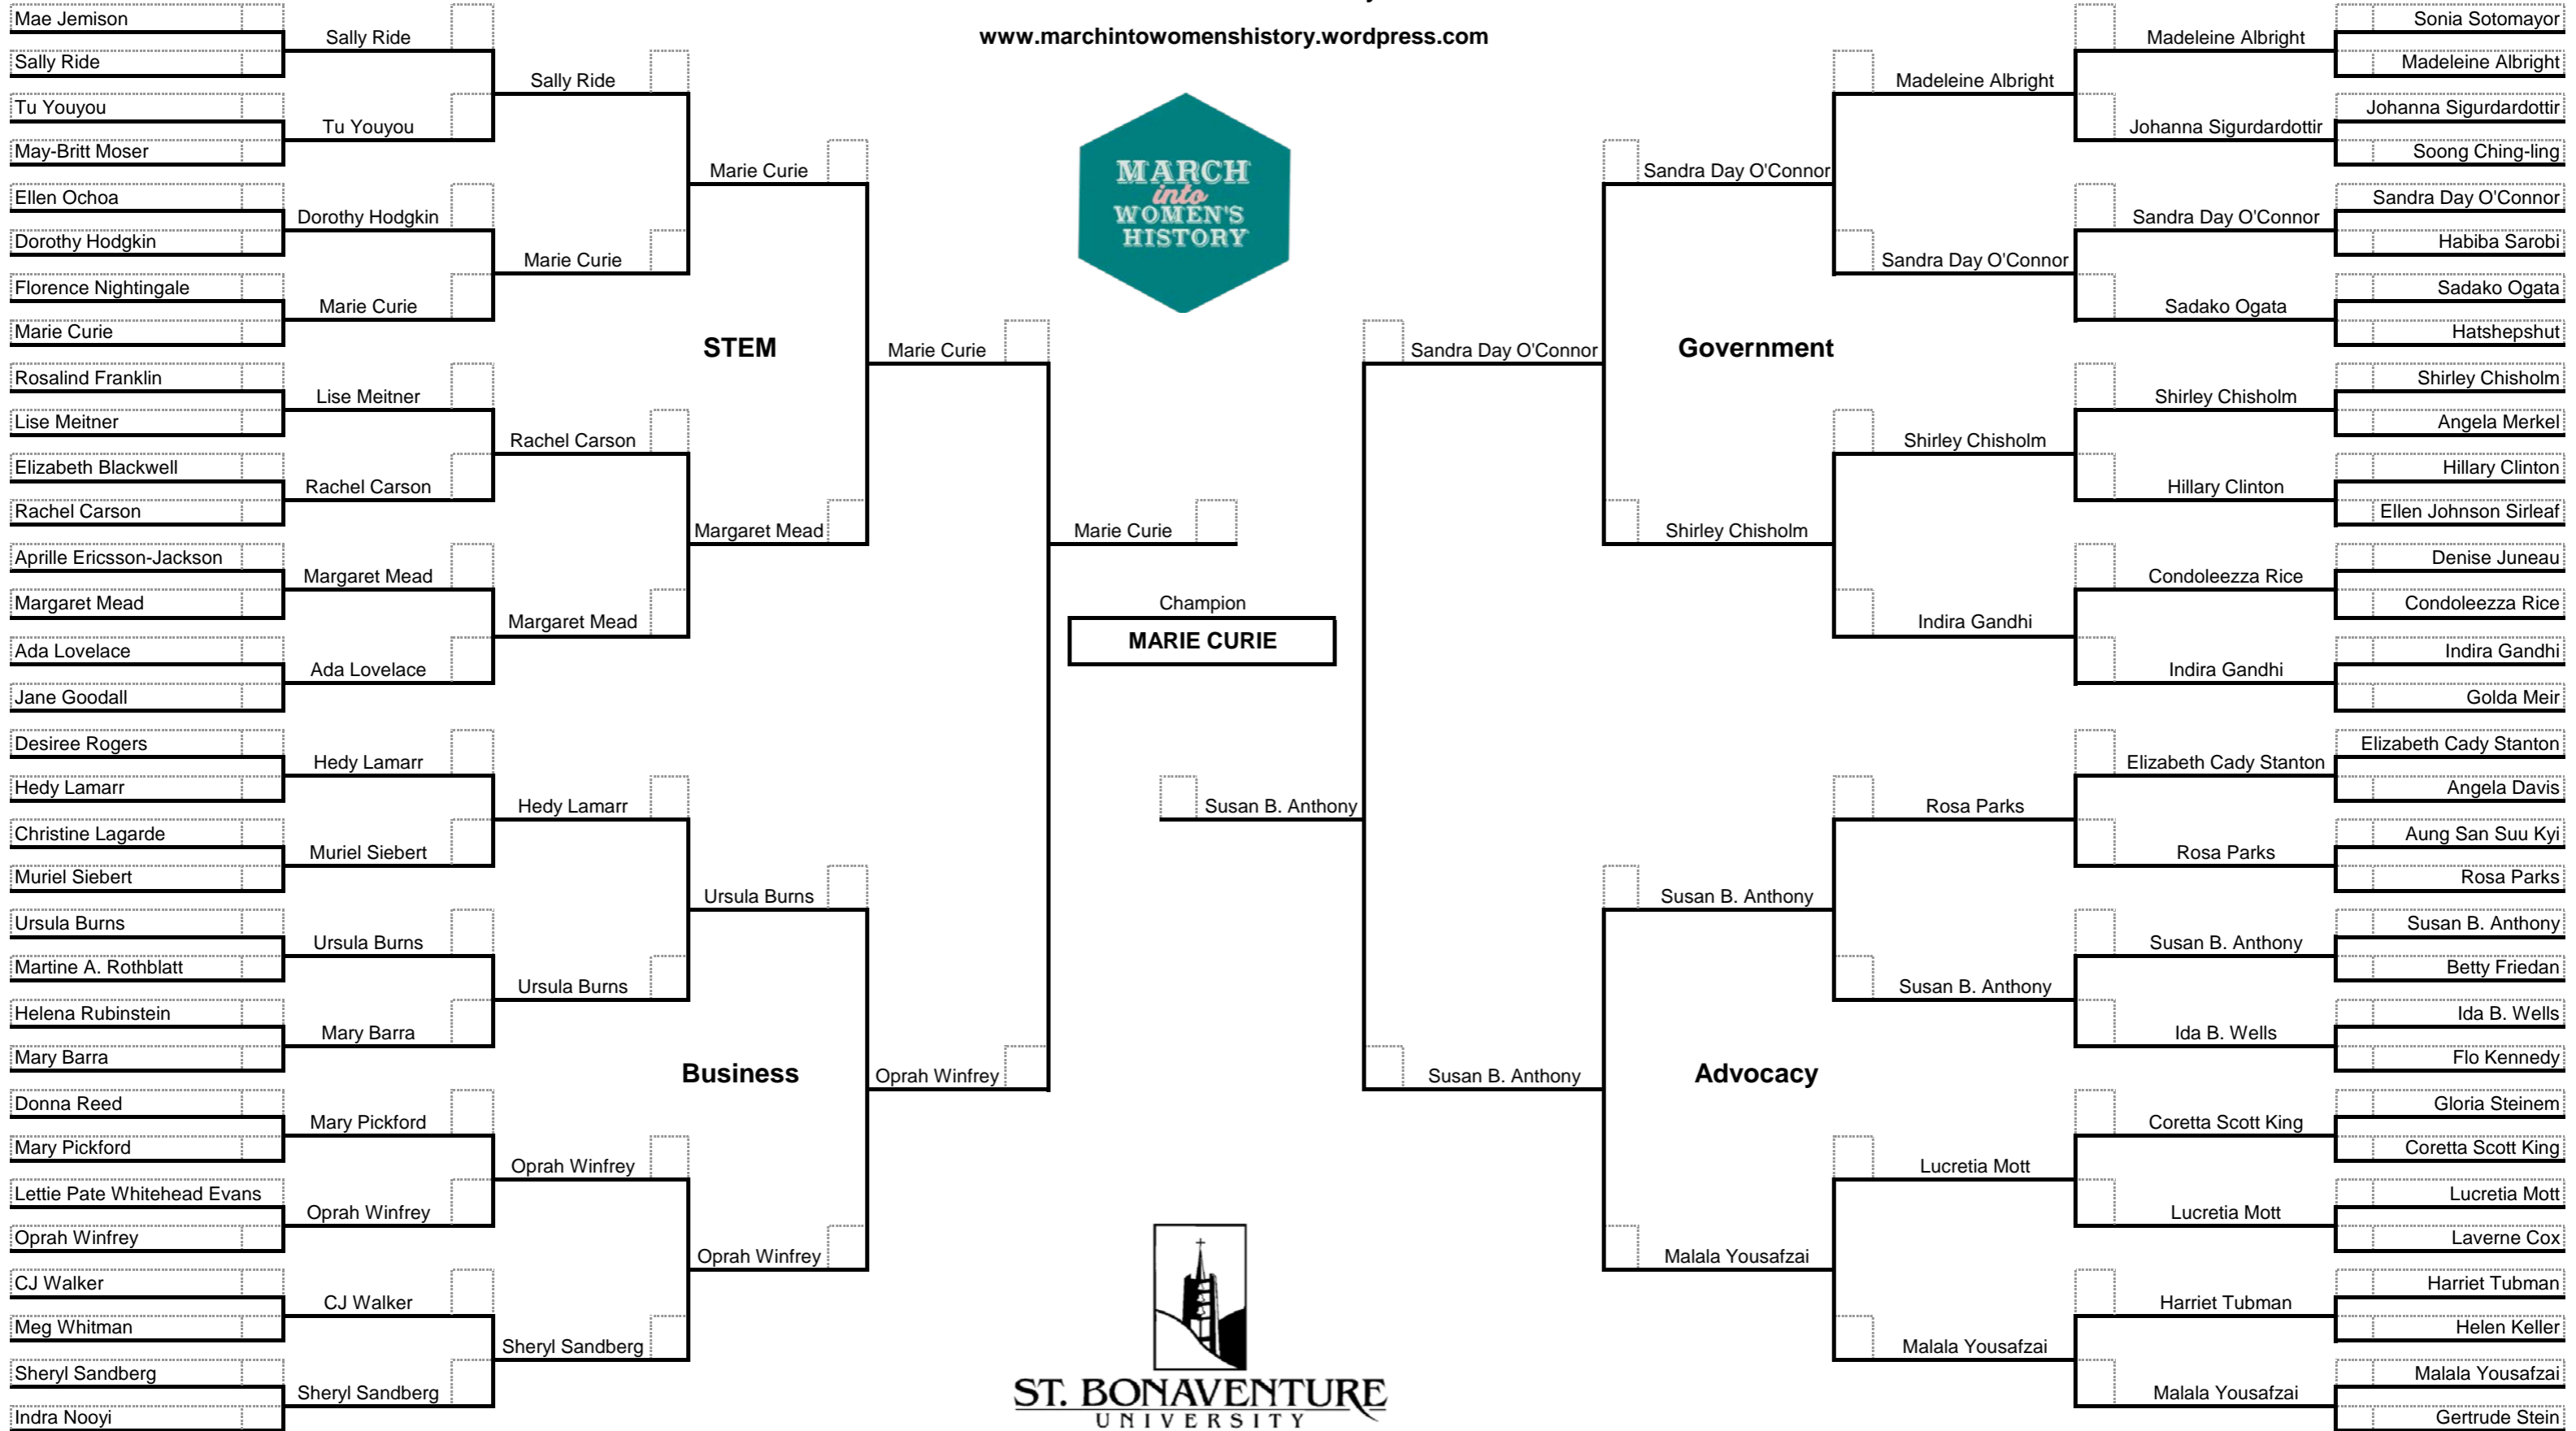 www.marchintowomenshistory.wordpress.com
MARCH
into
WOMEN'S
HISTORY
Mae Jemison
Sally Ride
Tu Youyou
May-Britt Moser
Ellen Ochoa
Dorothy Hodgkin
Florence Nightingale
Marie Curie
Rosalind Franklin
Lise Meitner
Elizabeth Blackwell
Rachel Carson
Aprille Ericsson-Jackson
Margaret Mead
Ada Lovelace
Jane Goodall
Desiree Rogers
Hedy Lamarr
Christine Lagarde
Muriel Siebert
Ursula Burns
Martine A. Rothblatt
Helena Rubinstein
Mary Barra
Donna Reed
Mary Pickford
Lettie Pate Whitehead Evans
Oprah Winfrey
CJ Walker
Meg Whitman
Sheryl Sandberg
Indra Nooyi
Sally Ride
Tu Youyou
Dorothy Hodgkin
Marie Curie
Lise Meitner
Rachel Carson
Margaret Mead
Ada Lovelace
Hedy Lamarr
Muriel Siebert
Ursula Burns
Mary Barra
Mary Pickford
Oprah Winfrey
CJ Walker
Sheryl Sandberg
Sally Ride
Marie Curie
Rachel Carson
Margaret Mead
Hedy Lamarr
Ursula Burns
Oprah Winfrey
Sheryl Sandberg
Marie Curie
STEM
Margaret Mead
Ursula Burns
Business
Oprah Winfrey
Marie Curie
Oprah Winfrey
Marie Curie
Champion
MARIE CURIE
Susan B. Anthony
Sandra Day O'Connor
Susan B. Anthony
Sandra Day O'Connor
Government
Shirley Chisholm
Susan B. Anthony
Advocacy
Malala Yousafzai
Madeleine Albright
Sandra Day O'Connor
Shirley Chisholm
Indira Gandhi
Rosa Parks
Susan B. Anthony
Lucretia Mott
Malala Yousafzai
Madeleine Albright
Johanna Sigurdardottir
Sandra Day O'Connor
Sadako Ogata
Shirley Chisholm
Hillary Clinton
Condoleezza Rice
Indira Gandhi
Elizabeth Cady Stanton
Rosa Parks
Susan B. Anthony
Ida B. Wells
Coretta Scott King
Lucretia Mott
Harriet Tubman
Malala Yousafzai
Sonia Sotomayor
Madeleine Albright
Johanna Sigurdardottir
Soong Ching-ling
Sandra Day O'Connor
Habiba Sarobi
Sadako Ogata
Hatshepshut
Shirley Chisholm
Angela Merkel
Hillary Clinton
Ellen Johnson Sirleaf
Denise Juneau
Condoleezza Rice
Indira Gandhi
Golda Meir
Elizabeth Cady Stanton
Angela Davis
Aung San Suu Kyi
Rosa Parks
Susan B. Anthony
Betty Friedan
Ida B. Wells
Flo Kennedy
Gloria Steinem
Coretta Scott King
Lucretia Mott
Laverne Cox
Harriet Tubman
Helen Keller
Malala Yousafzai
Gertrude Stein
ST. BONAVENTURE
UNIVERSITY